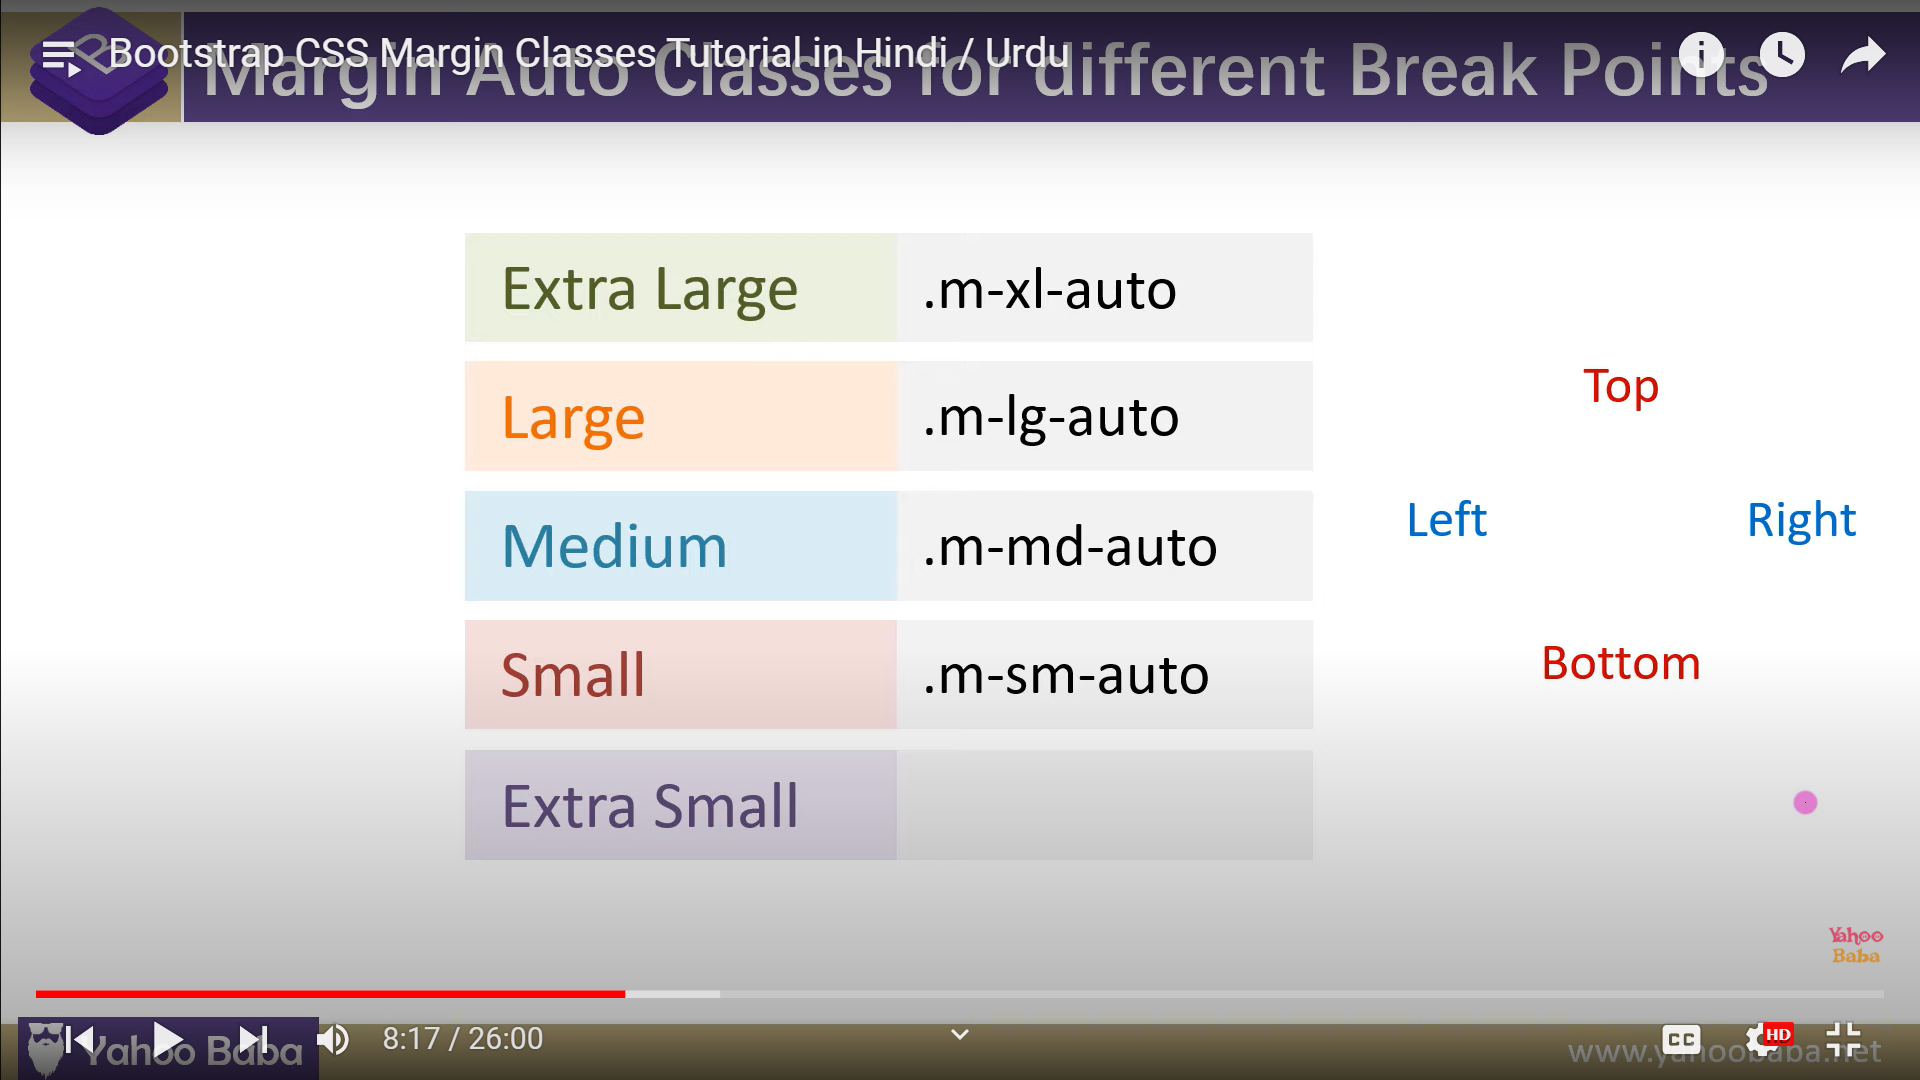 Bootstrap CSS Margin Classes Tutorial in Hindi / Urdu
Margin Auto Classes for different Break Points
Extra Large .m-xl-auto
Large .m-lg-auto
Top
Medium .m-md-auto
Left Right
Small .m-sm-auto
Bottom
Extra Small
Yahoo
Baba
8:17 / 26:00
CC
HD
Yahoo Baba
www.yahoobaba.net